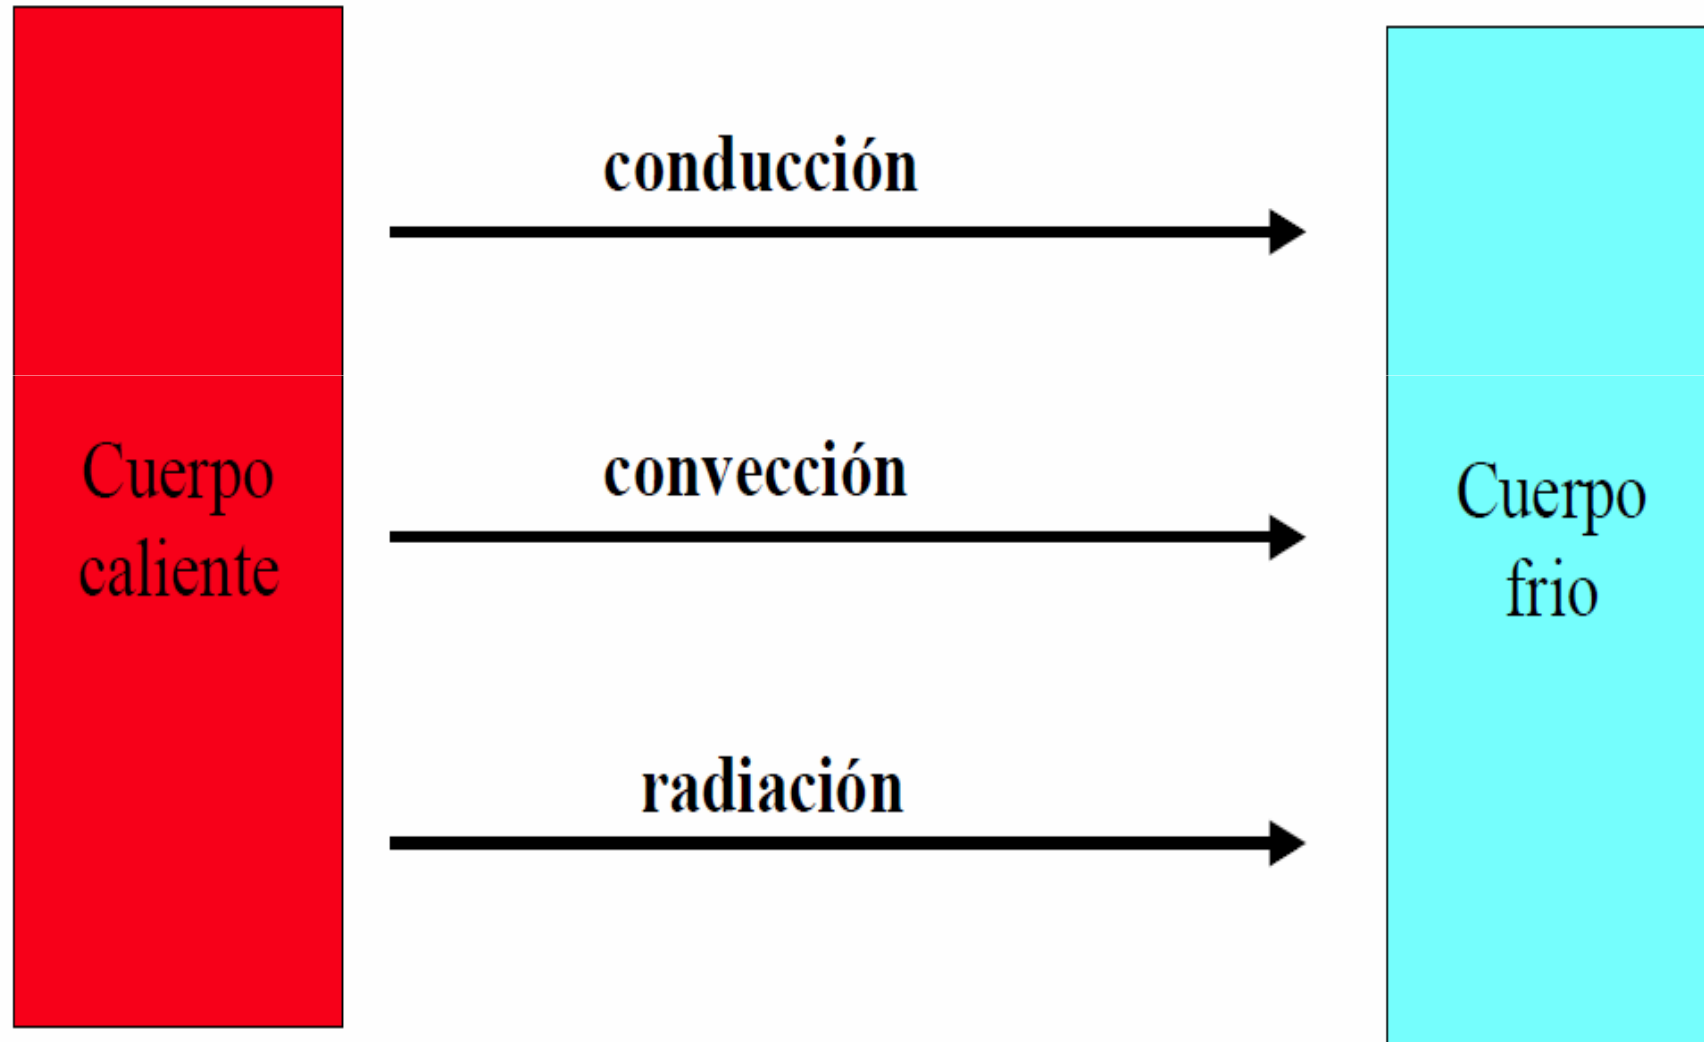 conducción
Cuerpo
caliente
convección
radiación
Cuerpo
frio